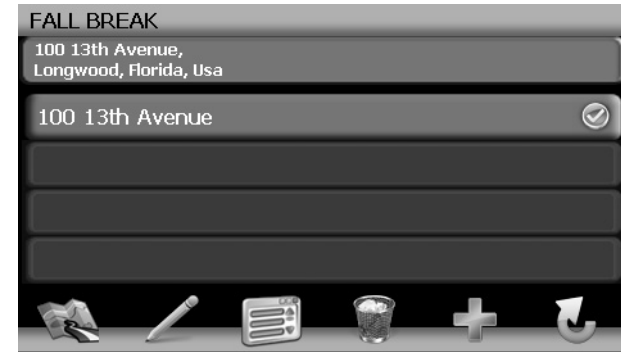 FALL BREAK
100 13th Avenue,
Longwood, Florida, Usa
100 13th Avenue